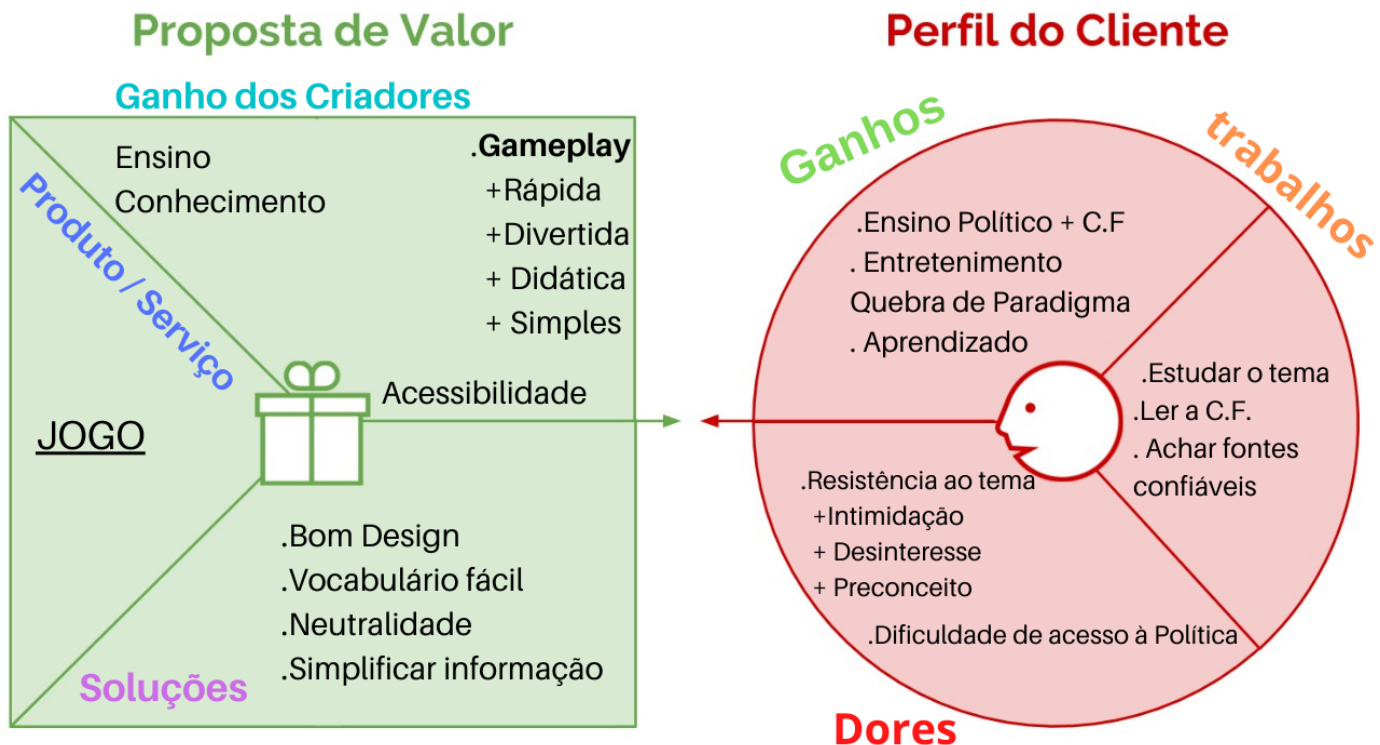 Proposta de Valor
Ganho dos Criadores
Ensino
Conhecimento
.Gameplay
+Rápida
+Divertida
+ Didática
+ Simples
Acessibilidade
Produto / Serviço
JOGO
.Bom Design
.Vocabulário fácil
.Neutralidade
.Simplificar informação
Soluções
Perfil do Cliente
Ganhos
.Ensino Político + C.F
. Entretenimento
Quebra de Paradigma
. Aprendizado
trabalhos
.Estudar o tema
.Ler a C.F.
. Achar fontes
confiáveis
.Resistência ao tema
+Intimidação
+ Desinteresse
+ Preconceito
.Dificuldade de acesso à Política
Dores